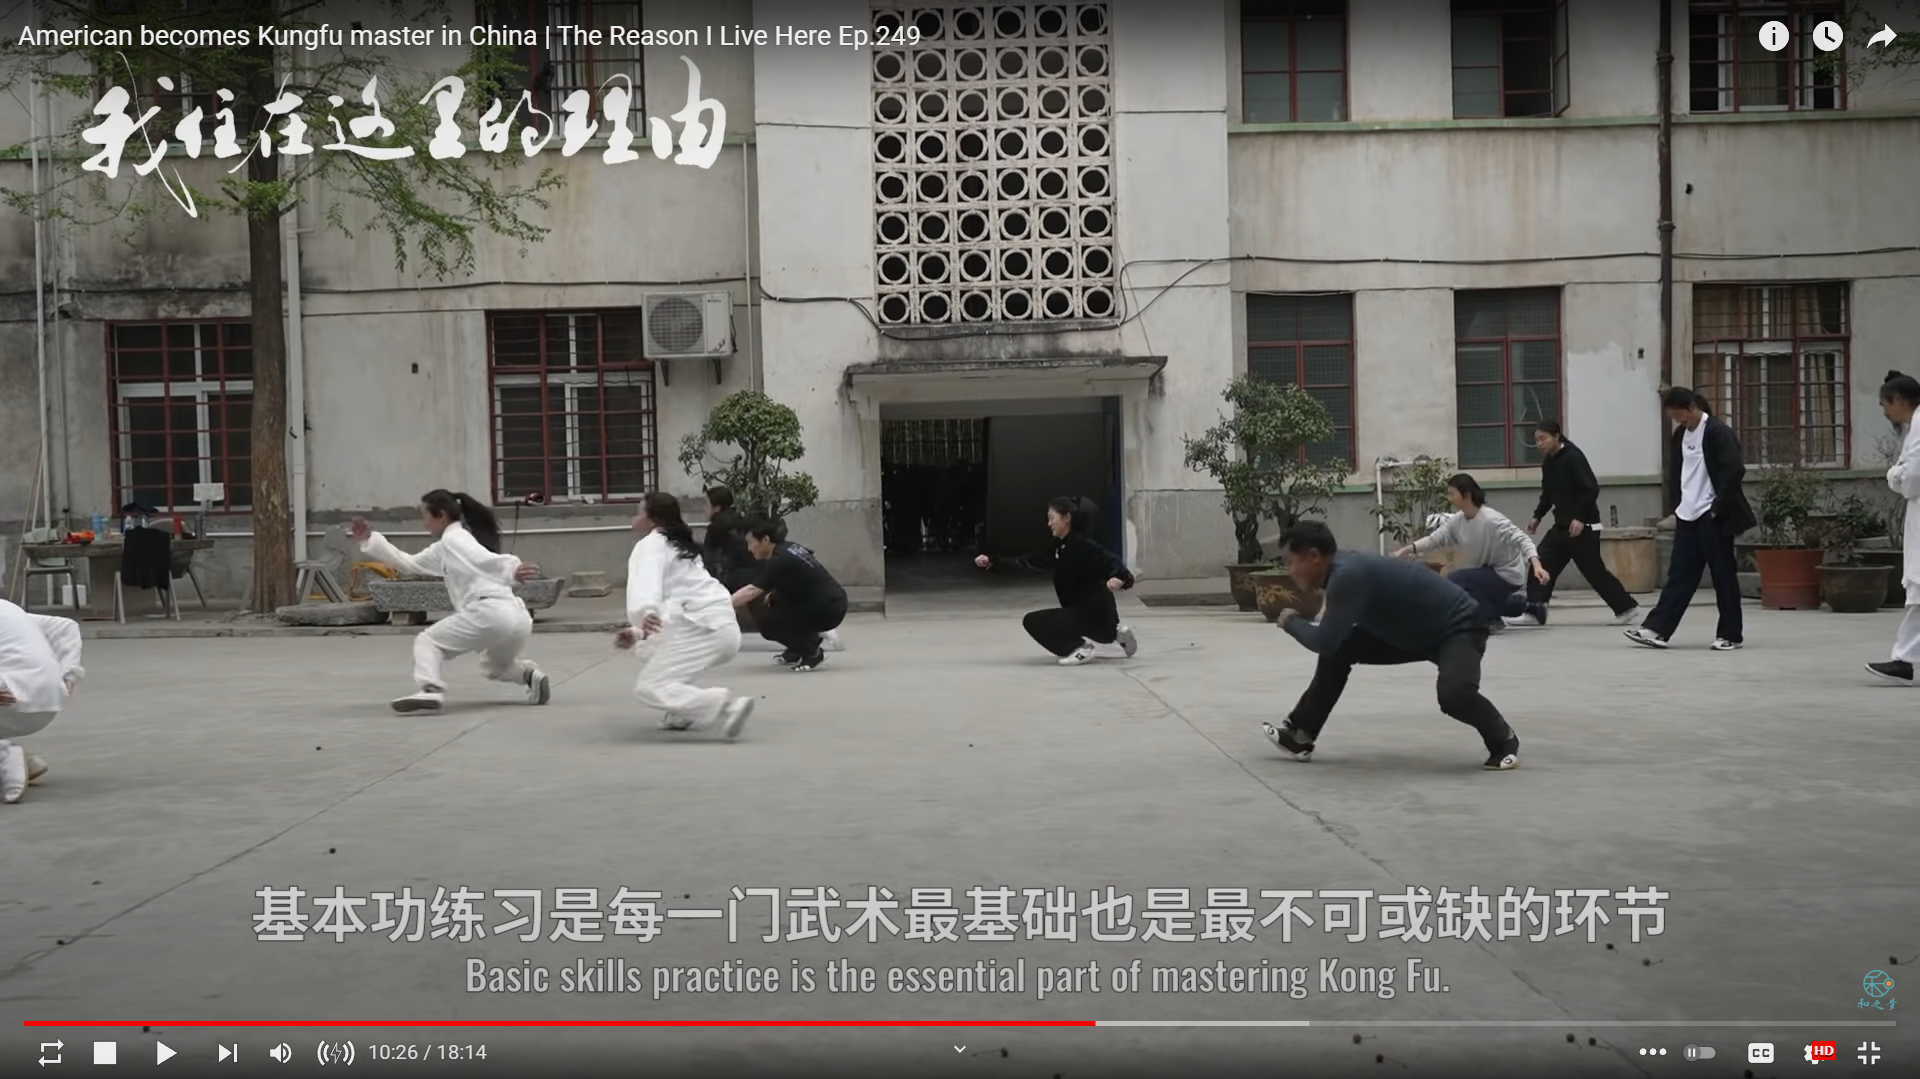 American becomes Kungfu master in China | The Reason I Live Here Ep.249
我住在这里的理由
基本功练习是每一门武术最基础也是最不可或缺的环节
Basic skills practice is the essential part of mastering Kong Fu.
和之梦
10:26 / 18:14
CC
HD